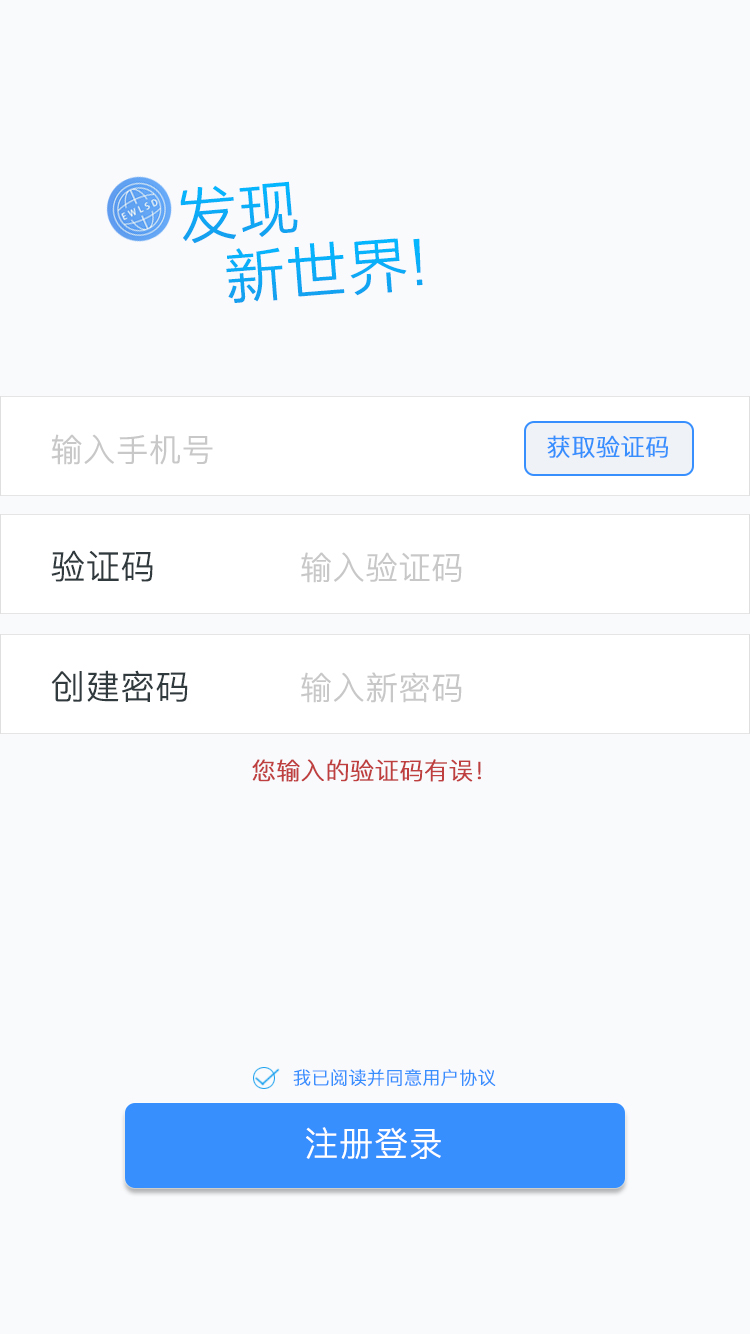 EWLSD
发现
新世界!
输入手机号
获取验证码
验证码
输入验证码
创建密码
输入新密码
您输入的验证码有误!
我已阅读并同意用户协议
注册登录